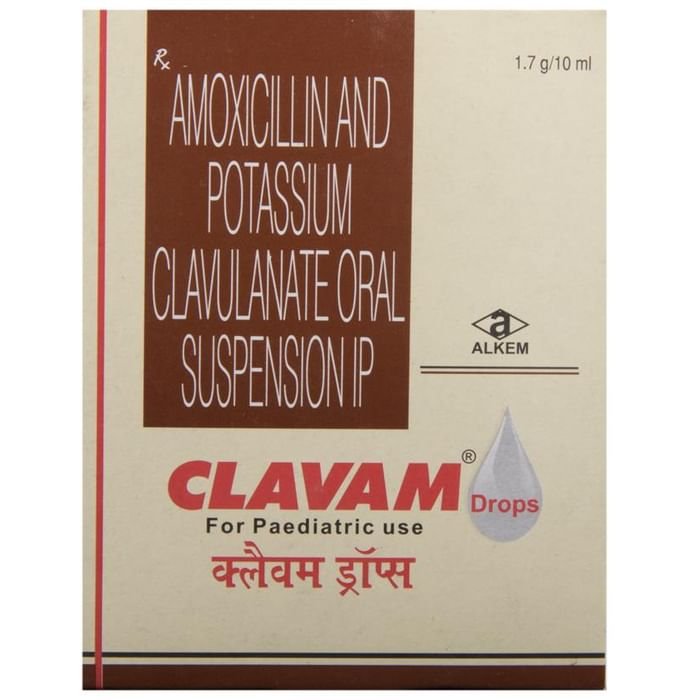 Rx
1.7 g/10 ml
AMOXICILLIN AND
POTASSIUM
CLAVULANATE ORAL
SUSPENSION IP
a
ALKEM
CLAVAM® Drops
For Paediatric use
क्लैवम ड्रॉप्स